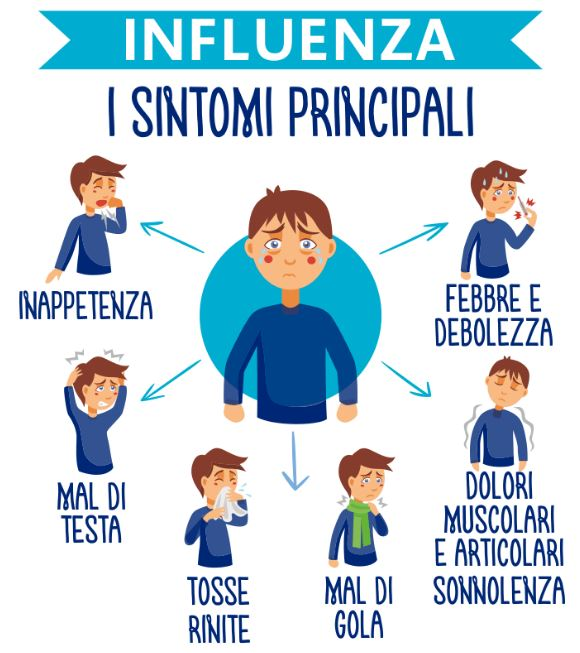 INFLUENZA
I SINTOMI PRINCIPALI
INAPPETENZA
FEBBRE E
DEBOLEZZA
MAL DI
TESTA
TOSSE
RINITE
MAL DI
GOLA
DOLORI
MUSCOLARI
E ARTICOLARI
SONNOLENZA